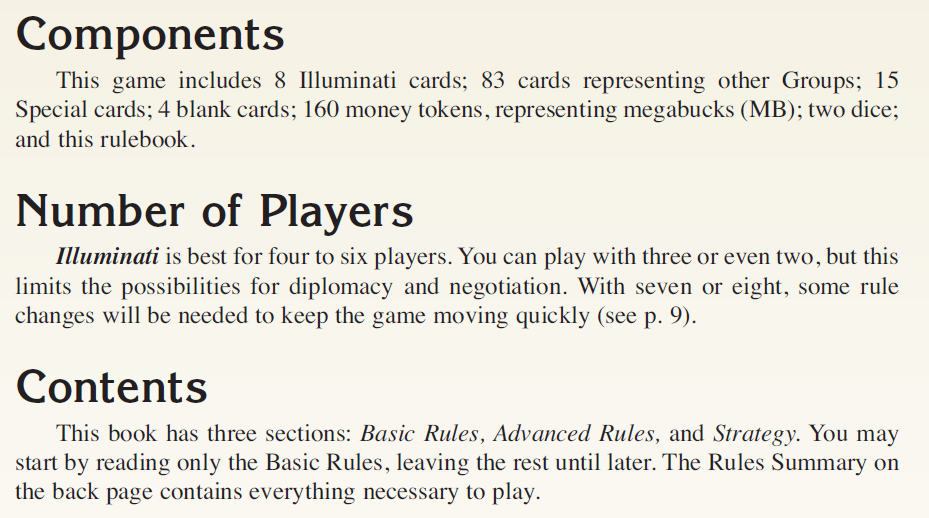 Components
This game includes 8 Illuminati cards; 83 cards representing other Groups; 15
Special cards; 4 blank cards; 160 money tokens, representing megabucks (MB); two dice;
and this rulebook.
Number of Players
Illuminati is best for four to six players. You can play with three or even two, but this
limits the possibilities for diplomacy and negotiation. With seven or eight, some rule
changes will be needed to keep the game moving quickly (see p. 9).
Contents
This book has three sections: Basic Rules, Advanced Rules, and Strategy. You may
start by reading only the Basic Rules, leaving the rest until later. The Rules Summary on
the back page contains everything necessary to play.